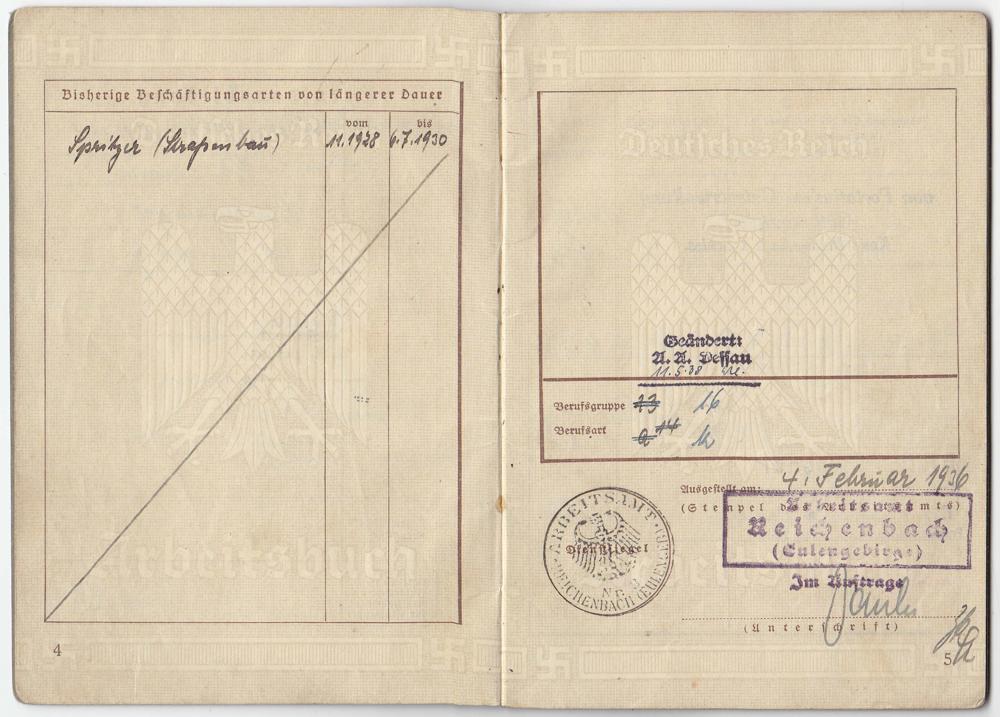 Bisherige Beschäftigungsarten von längerer Dauer
vom bis
Spritzer (Straßenbau) 11.1928 6.7.1930
4
Deutsches Reich
Geändert:
A. A. Dessau
11.5.38
Berufsgruppe 23 16
Berufsart a 14
Ausgestellt am: 4. Februar 1936
(Stempel des Arbeitsamts)
Arbeitsamt
Reichenbach
(Eulengebirge)
Im Auftrage
(Unterschrift)
ARBEITSAMT
Dienstsiegel
REICHENBACH (EULENGEB.)
5